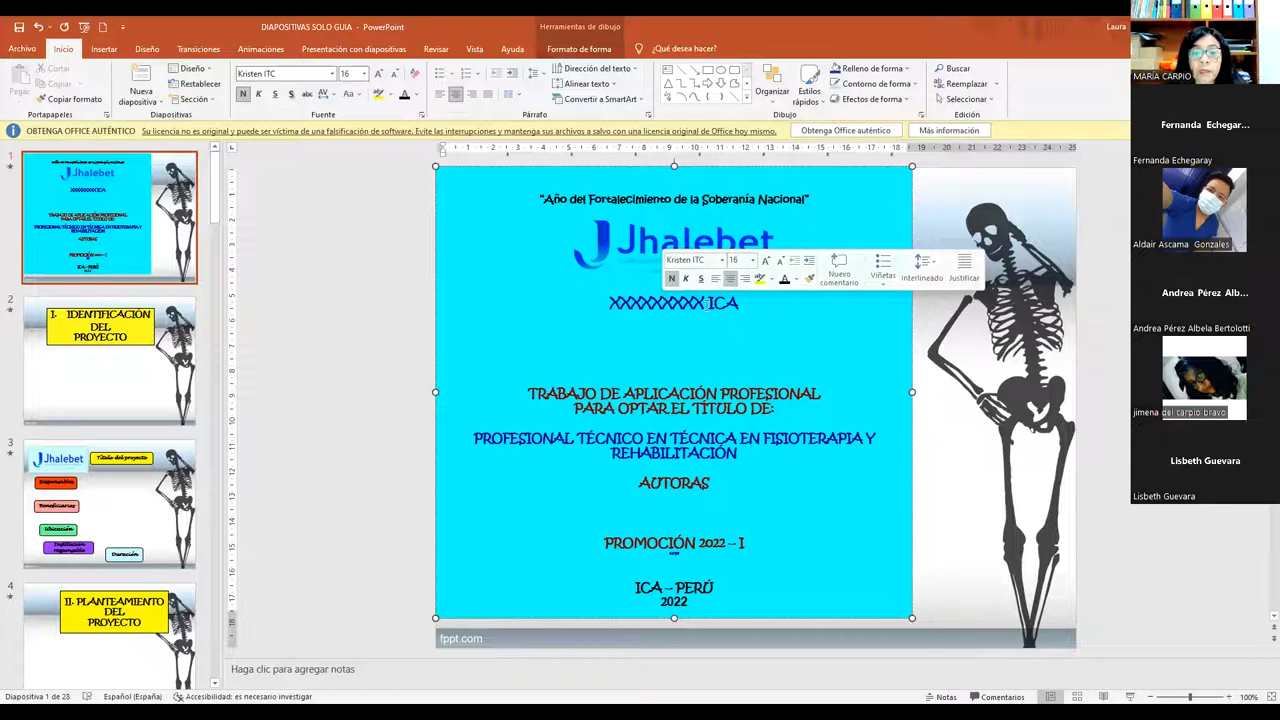 DIAPOSITIVAS SOLO GUIA - PowerPoint
Herramientas de dibujo
Laura
Archivo Inicio Insertar Diseño Transiciones Animaciones Presentación con diapositivas Revisar Vista Ayuda Formato de forma ¿Qué desea hacer?
Pegar
Cortar
Copiar
Copiar formato
Portapapeles
Nueva diapositiva
Diseño
Restablecer
Sección
Diapositivas
Kristen ITC 16
Fuente
Dirección del texto
Alinear texto
Convertir a SmartArt
Párrafo
Organizar
Estilos rápidos
Relleno de forma
Contorno de forma
Efectos de forma
Dibujo
Buscar
Reemplazar
Seleccionar
Edición
OBTENGA OFFICE AUTÉNTICO Su licencia no es original y puede ser víctima de una falsificación de software. Evite las interrupciones y mantenga sus archivos a salvo con una licencia original de Office hoy mismo. Obtenga Office auténtico Más información
1
Jhalebet
2
I. IDENTIFICACIÓN
DEL
PROYECTO
3
Jhalebet
Título del proyecto
Responsables
Beneficiarios
Ubicación
Duración
4
II. PLANTEAMIENTO
DEL
PROYECTO
"Año del Fortalecimiento de la Soberanía Nacional"
Jhalebet
Kristen ITC 16
Nuevo comentario
Viñetas
Interlineado
Justificar
XXXXXXXXXX ICA
TRABAJO DE APLICACIÓN PROFESIONAL
PARA OPTAR EL TÍTULO DE:
PROFESIONAL TÉCNICO EN TÉCNICA EN FISIOTERAPIA Y
REHABILITACIÓN
AUTORAS
PROMOCIÓN 2022 – I
ICA – PERÚ
2022
fppt.com
Haga clic para agregar notas
Diapositiva 1 de 28 Español (España) Accesibilidad: es necesario investigar Notas Comentarios 100%
MARÍA CARPIO
Fernanda Echegar...
Fernanda Echegaray
Aldair Ascama Gonzales
Andrea Pérez Alb...
Andrea Pérez Albela Bertolotti
jimena del carpio bravo
Lisbeth Guevara
Lisbeth Guevara